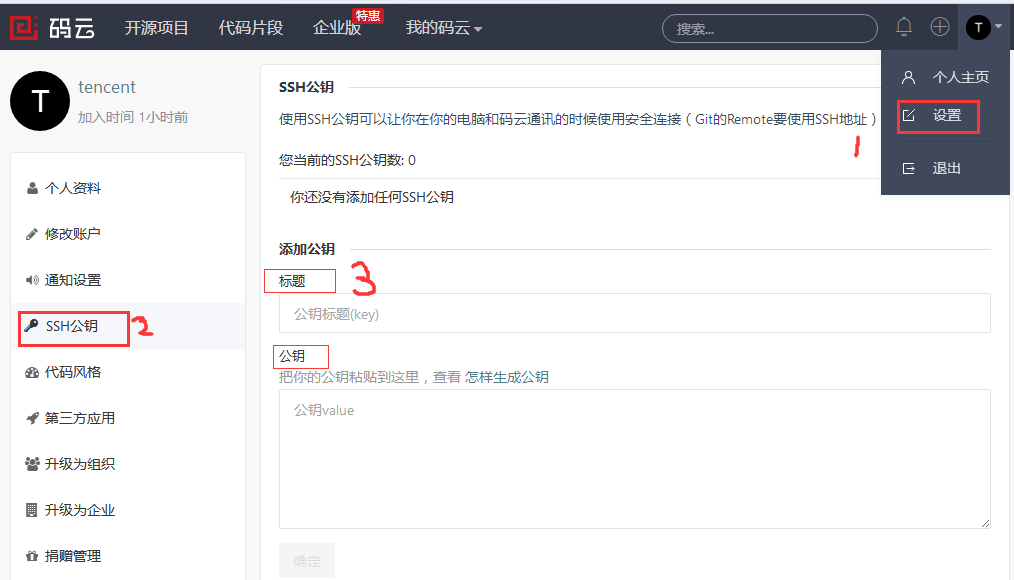 码云 开源项目 代码片段 企业版 特惠 我的码云 搜索... T
个人主页
设置
1
退出
T
tencent
加入时间 1小时前
个人资料
修改账户
通知设置
SSH公钥
2
代码风格
第三方应用
升级为组织
升级为企业
捐赠管理
SSH公钥
使用SSH公钥可以让你在你的电脑和码云通讯的时候使用安全连接（Git的Remote要使用SSH地址）
您当前的SSH公钥数: 0
你还没有添加任何SSH公钥
添加公钥
标题
3
公钥标题(key)
公钥
把你的公钥粘贴到这里，查看 怎样生成公钥
公钥value
确定